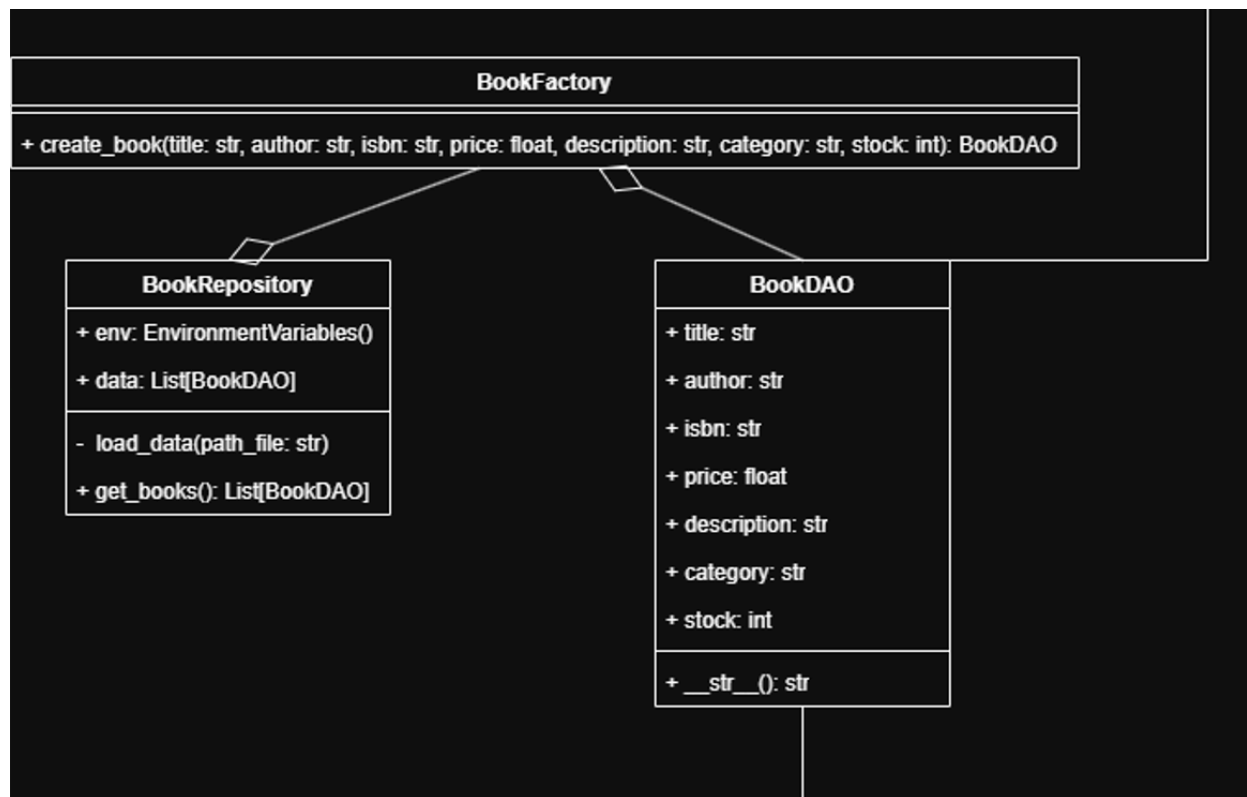 BookFactory
+ create_book(title: str, author: str, isbn: str, price: float, description: str, category: str, stock: int): BookDAO
BookRepository
+ env: EnvironmentVariables()
+ data: List[BookDAO]
- load_data(path_file: str)
+ get_books(): List[BookDAO]
BookDAO
+ title: str
+ author: str
+ isbn: str
+ price: float
+ description: str
+ category: str
+ stock: int
+ __str__(): str